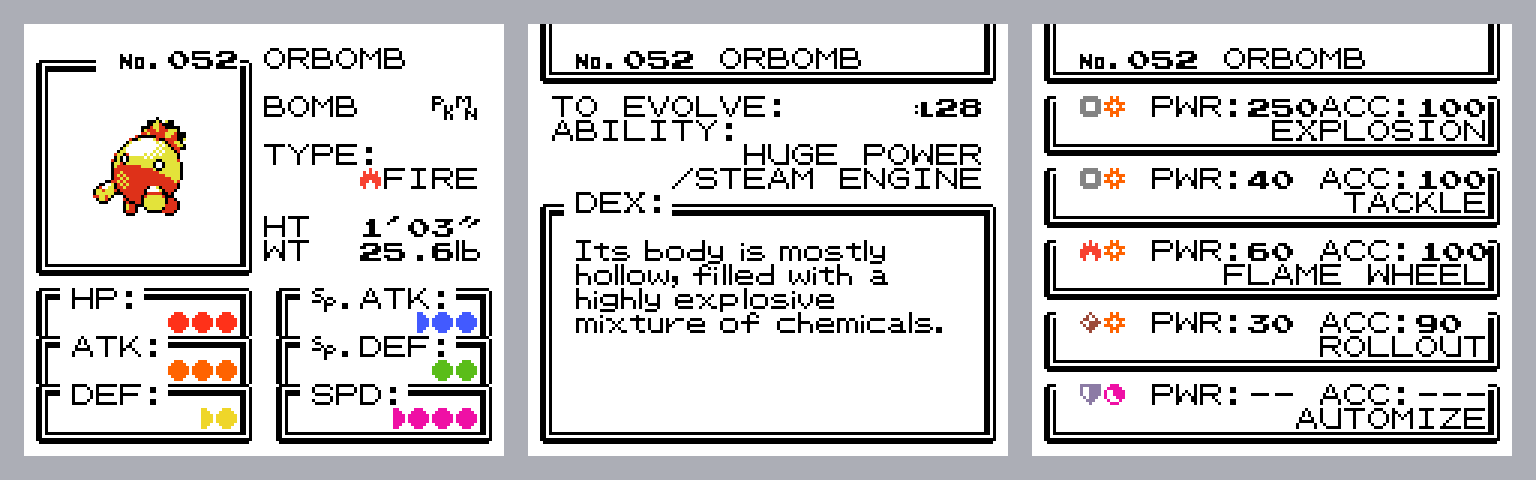 No. 052 ORBOMB
BOMB PKMN
TYPE:
FIRE
HT 1′03″
WT 25.6lb
HP:
ATK:
DEF:
Sp. ATK:
Sp. DEF:
SPD:
No. 052 ORBOMB
TO EVOLVE: :L28
ABILITY:
HUGE POWER
/STEAM ENGINE
DEX:
Its body is mostly
hollow, filled with a
highly explosive
mixture of chemicals.
No. 052 ORBOMB
PWR:250 ACC:100
EXPLOSION
PWR:40 ACC:100
TACKLE
PWR:60 ACC:100
FLAME WHEEL
PWR:30 ACC:90
ROLLOUT
PWR:-- ACC:---
AUTOMIZE